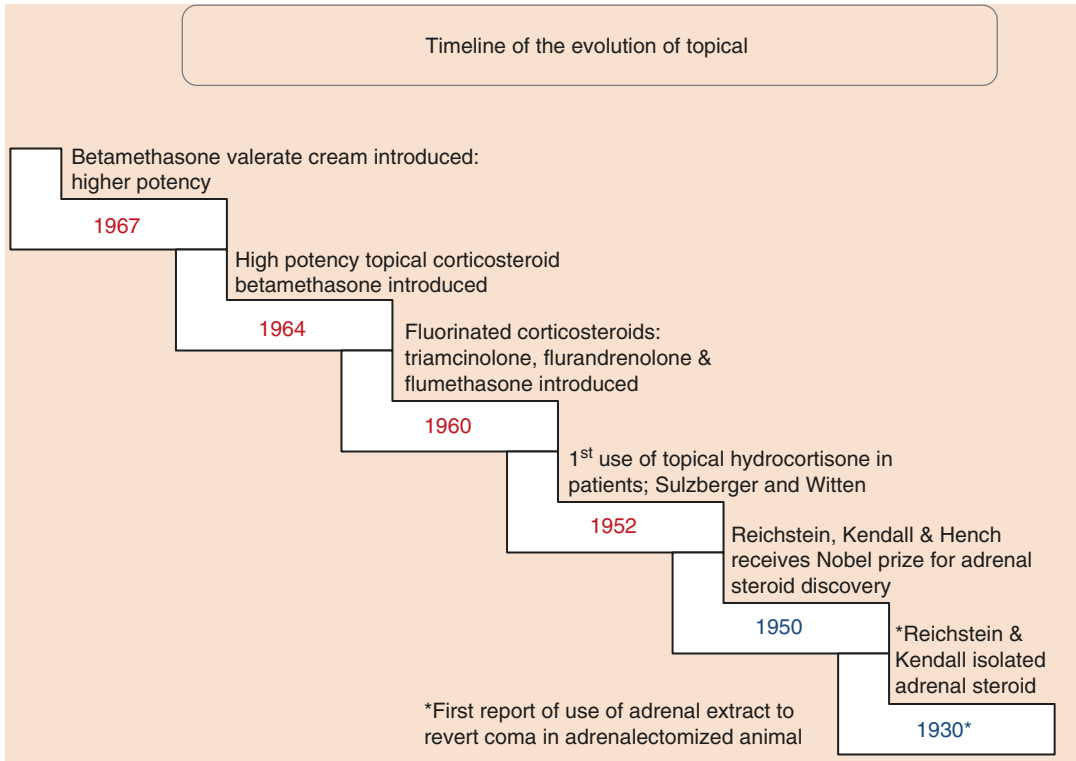 Timeline of the evolution of topical
Betamethasone valerate cream introduced:
higher potency
1967
High potency topical corticosteroid
betamethasone introduced
1964
Fluorinated corticosteroids:
triamcinolone, flurandrenolone &
flumethasone introduced
1960
1st use of topical hydrocortisone in
patients; Sulzberger and Witten
1952
Reichstein, Kendall & Hench
receives Nobel prize for adrenal
steroid discovery
1950
*Reichstein &
Kendall isolated
adrenal steroid
1930*
*First report of use of adrenal extract to
revert coma in adrenalectomized animal